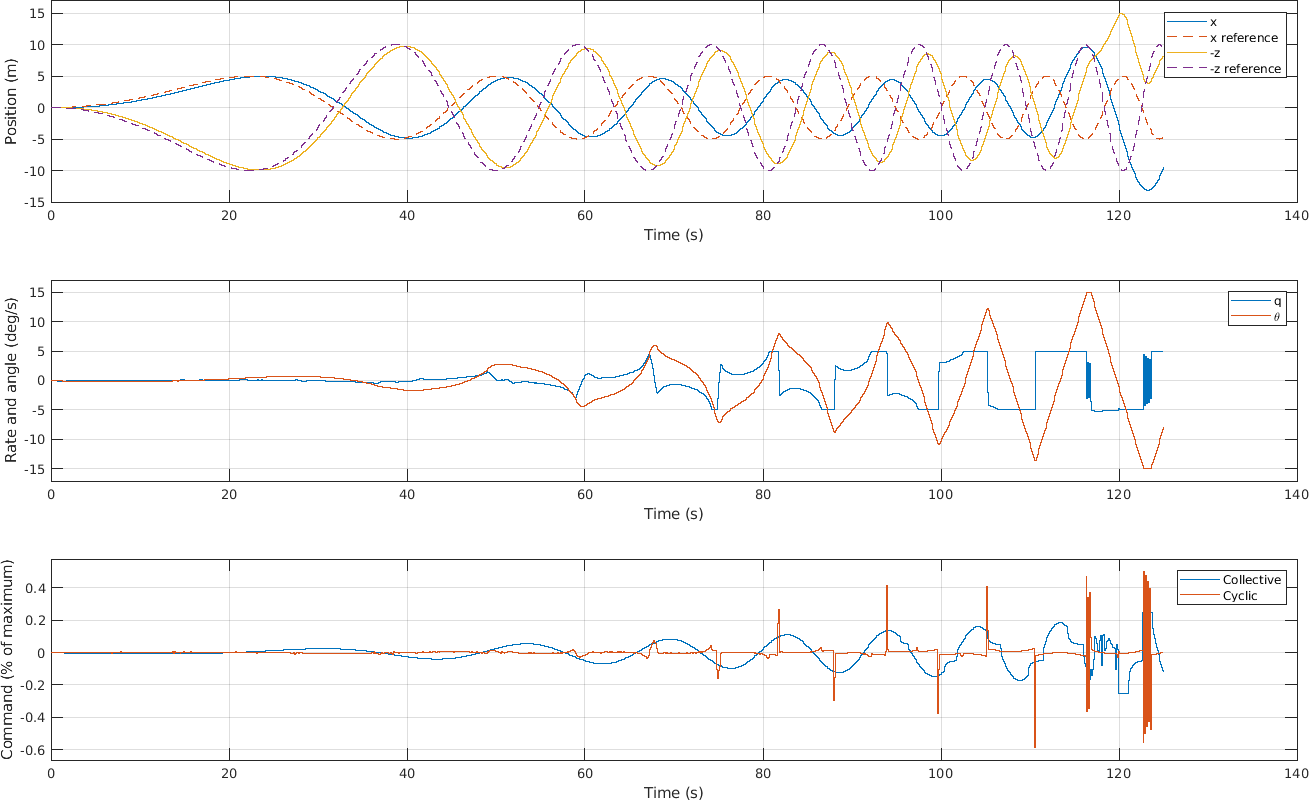 Position (m)
15
10
5
0
-5
-10
-15
0 20 40 60 80 100 120 140
Time (s)
x
x reference
-z
-z reference
Rate and angle (deg/s)
15
10
5
0
-5
-10
-15
0 20 40 60 80 100 120 140
Time (s)
q
θ
Command (% of maximum)
0.4
0.2
0
-0.2
-0.4
-0.6
0 20 40 60 80 100 120 140
Time (s)
Collective
Cyclic